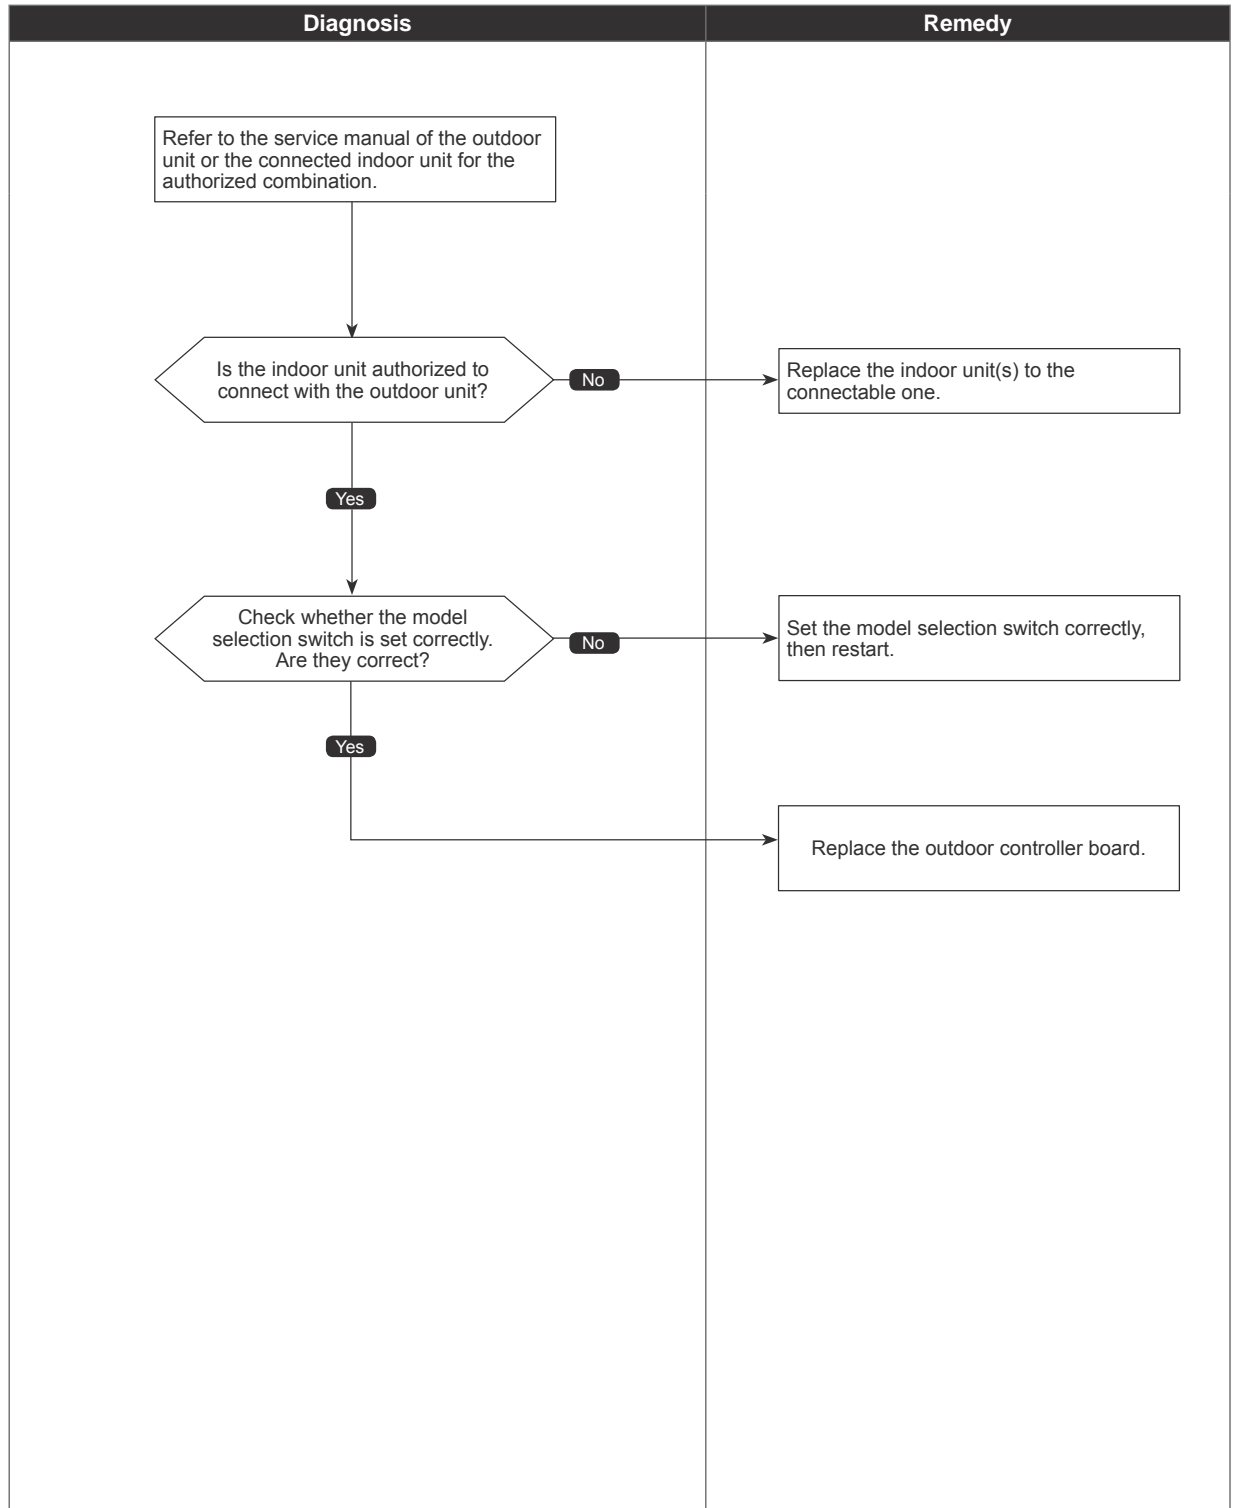 Diagnosis
Remedy
Refer to the service manual of the outdoor
unit or the connected indoor unit for the
authorized combination.
Is the indoor unit authorized to
connect with the outdoor unit?
No
Replace the indoor unit(s) to the
connectable one.
Yes
Check whether the model
selection switch is set correctly.
Are they correct?
No
Set the model selection switch correctly,
then restart.
Yes
Replace the outdoor controller board.